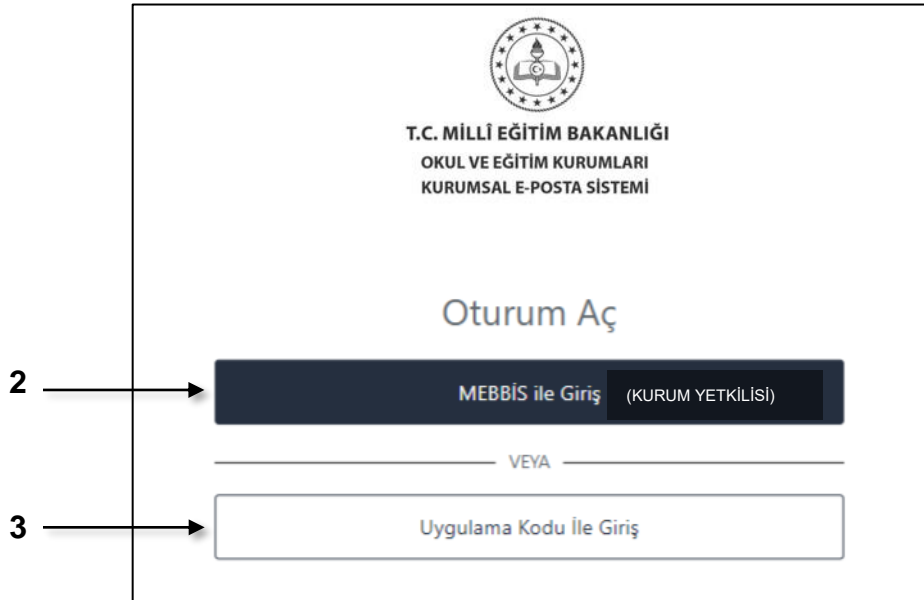 T.C. MİLLÎ EĞİTİM BAKANLIĞI
OKUL VE EĞİTİM KURUMLARI
KURUMSAL E-POSTA SİSTEMİ
Oturum Aç
2
MEBBİS ile Giriş (KURUM YETKİLİSİ)
VEYA
3
Uygulama Kodu İle Giriş